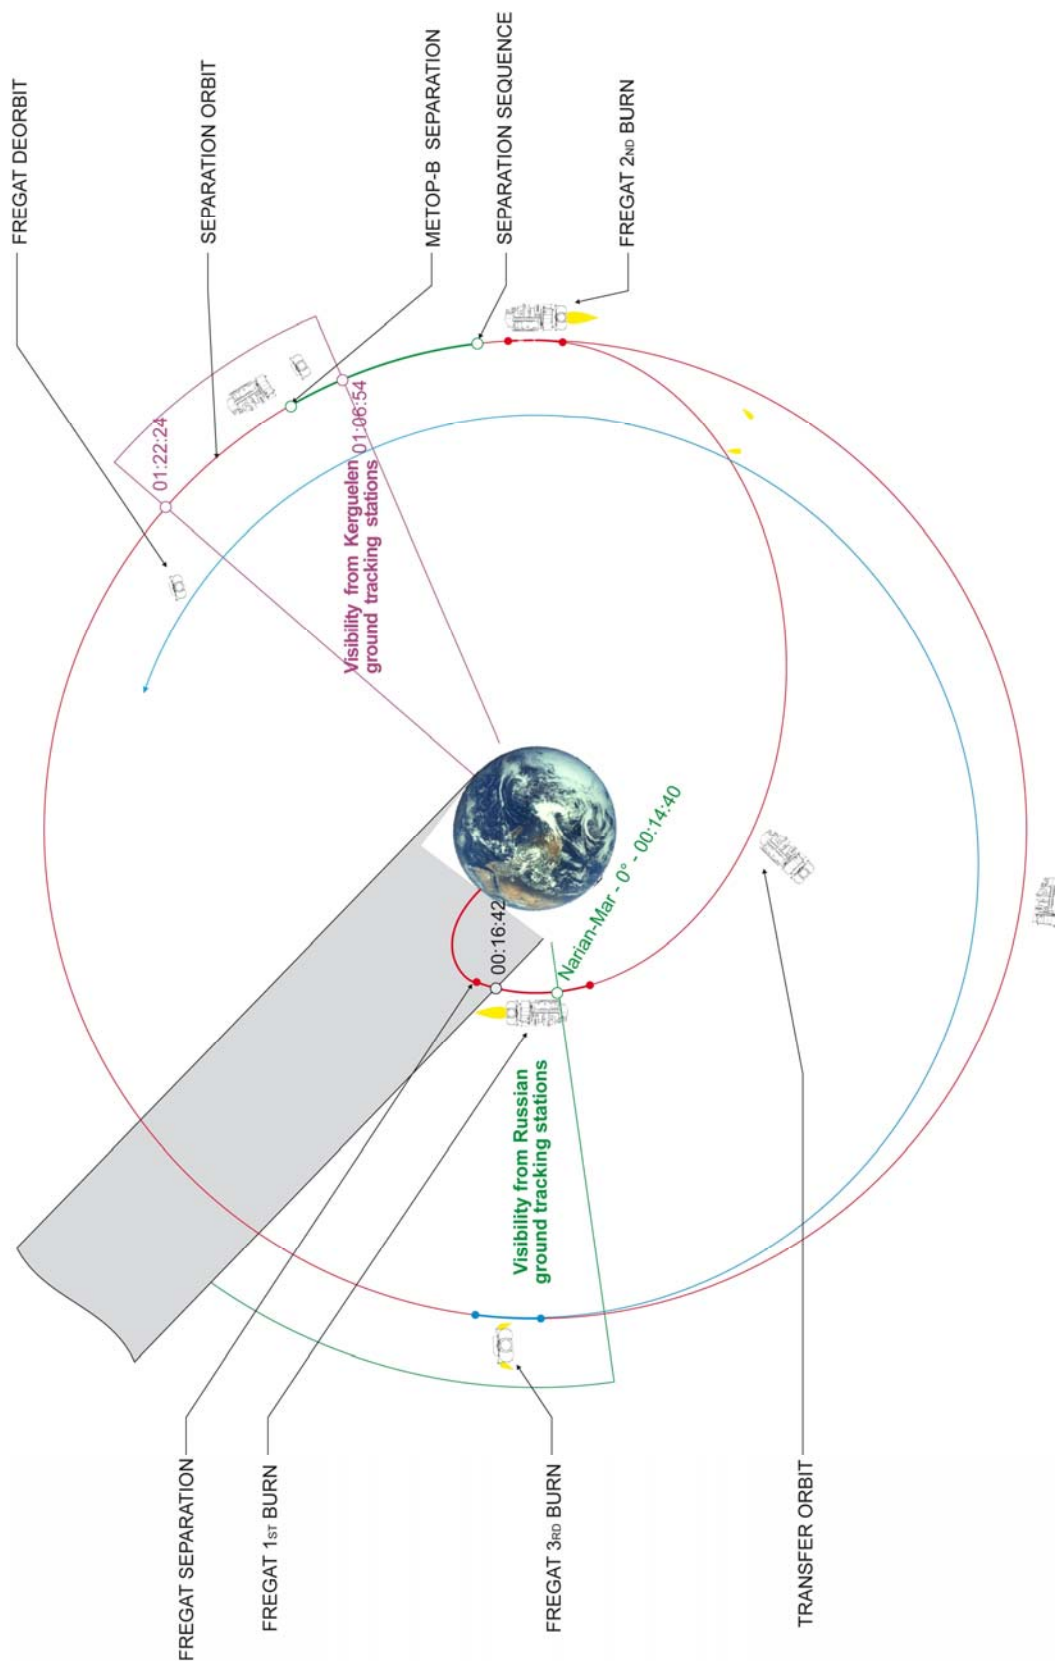 FREGAT DEORBIT
SEPARATION ORBIT
METOP-B SEPARATION
SEPARATION SEQUENCE
FREGAT 2ND BURN
01:22:24
01:06:54
Visibility from Kerguelen
ground tracking stations
00:16:42
Narian-Mar - 0° - 00:14:40
Visibility from Russian
ground tracking stations
FREGAT SEPARATION
FREGAT 1ST BURN
FREGAT 3RD BURN
TRANSFER ORBIT